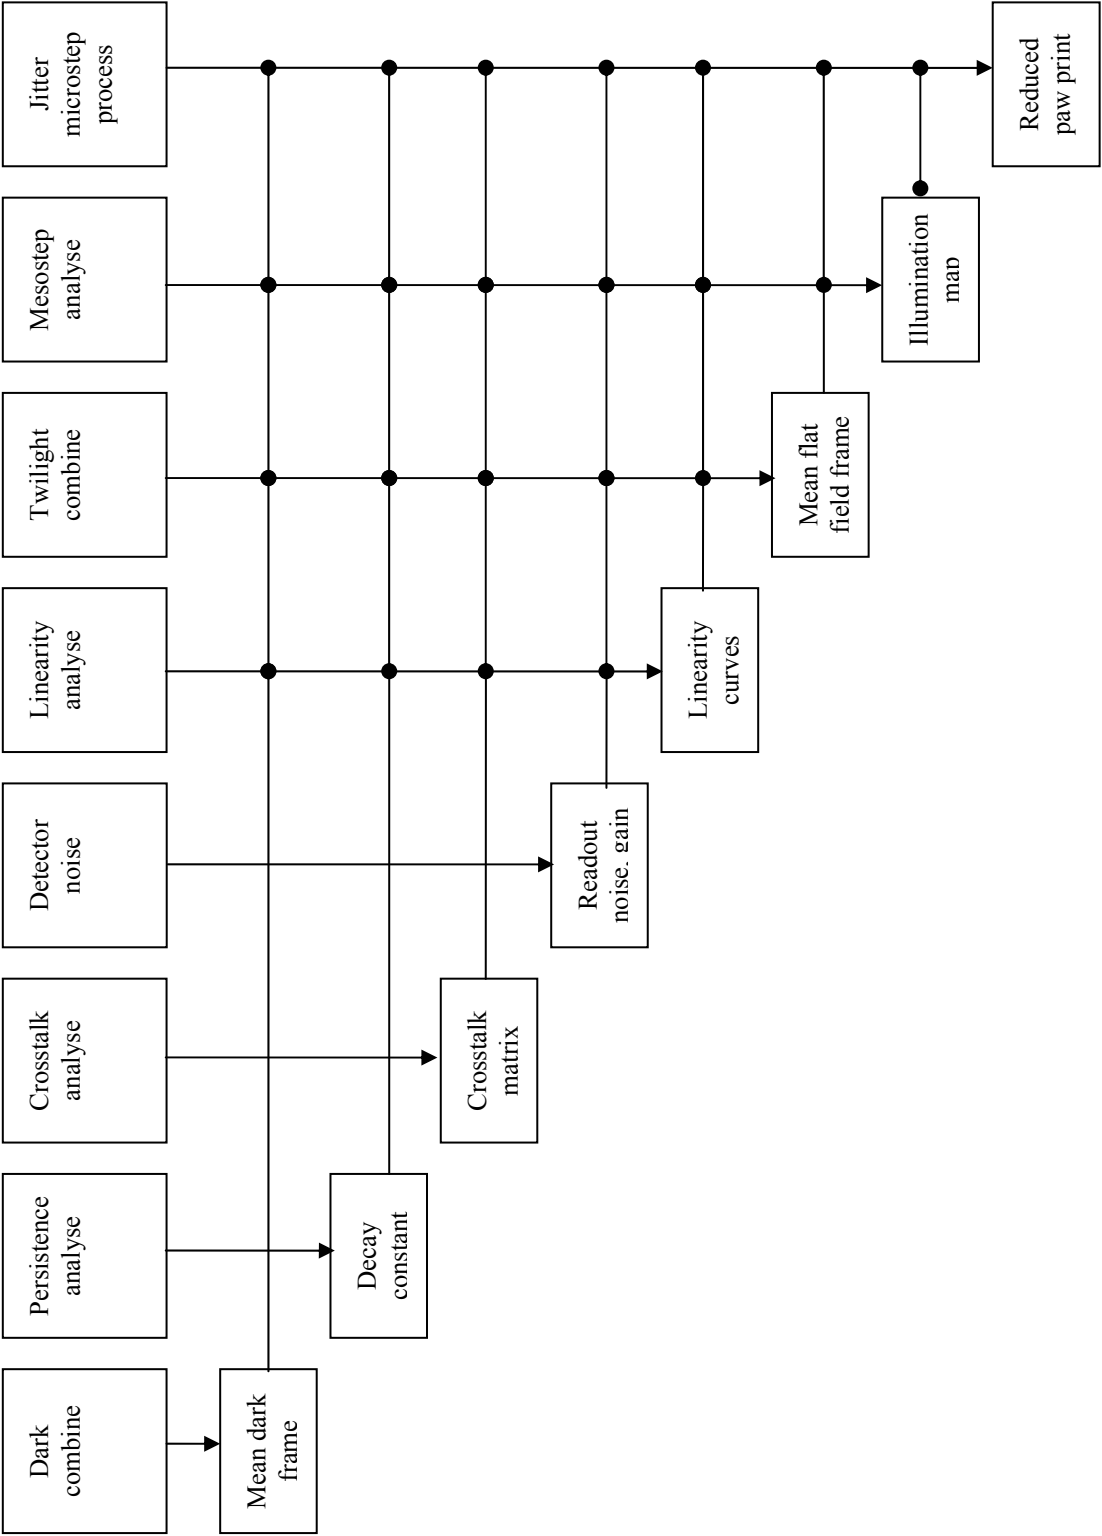 Dark
combine
Persistence
analyse
Crosstalk
analyse
Detector
noise
Linearity
analyse
Twilight
combine
Mesostep
analyse
Jitter
microstep
process
Mean dark
frame
Decay
constant
Crosstalk
matrix
Readout
noise, gain
Linearity
curves
Mean flat
field frame
Illumination
map
Reduced
paw print